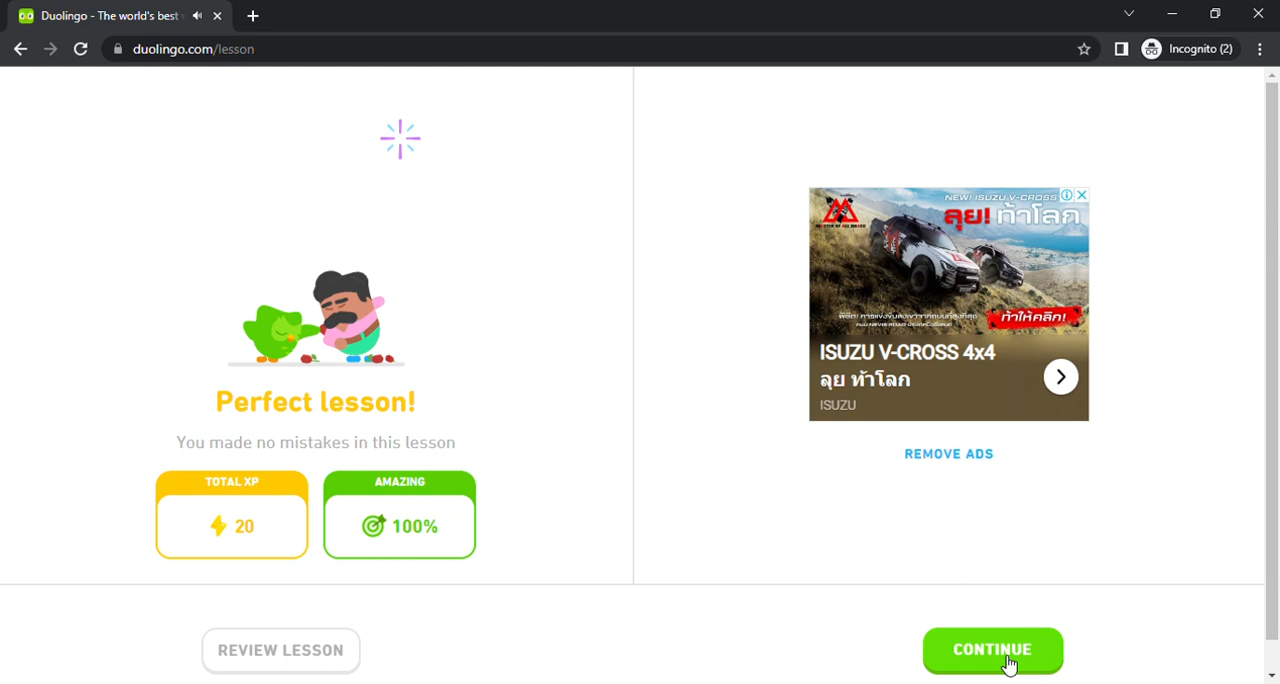 Duolingo - The world's best
duolingo.com/lesson
Incognito (2)
Perfect lesson!
You made no mistakes in this lesson
TOTAL XP
20
AMAZING
100%
NEW! ISUZU V-CROSS
ลุย! ท้าโลก
ท้าให้คลิก!
ISUZU V-CROSS 4x4
ลุย ท้าโลก
ISUZU
REMOVE ADS
REVIEW LESSON
CONTINUE